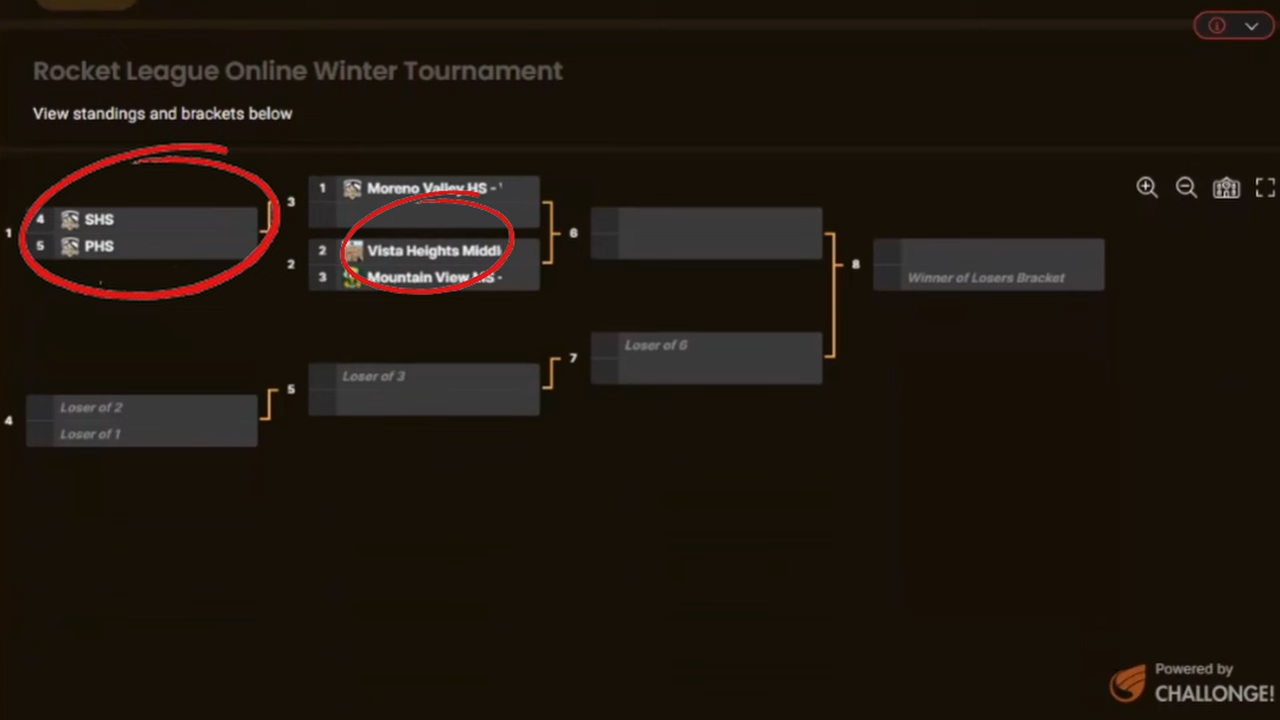 Rocket League Online Winter Tournament
View standings and brackets below
1
4 SHS
5 PHS
3
1 Moreno Valley HS - '
2
2 Vista Heights Middl
3 Mountain View MS -
6
8
Winner of Losers Bracket
4
Loser of 2
Loser of 1
5
Loser of 3
7
Loser of 6
Powered by
CHALLONGE!